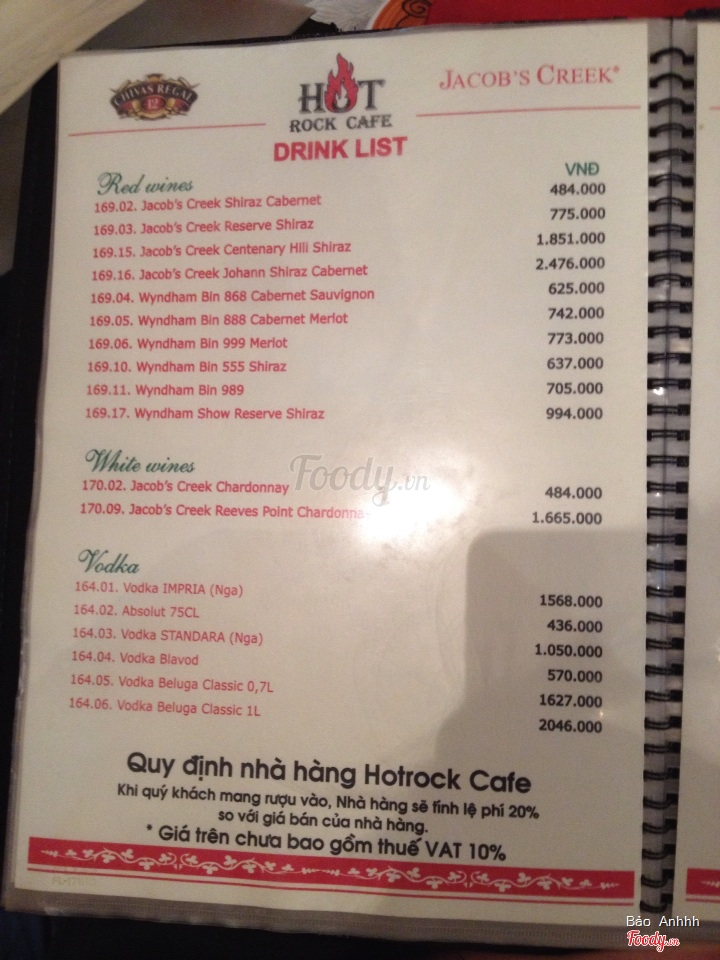 CHIVAS REGAL
12
HOT
ROCK CAFE
JACOB'S CREEK®
DRINK LIST
VNĐ
Red wines
169.02. Jacob's Creek Shiraz Cabernet 484.000
169.03. Jacob's Creek Reserve Shiraz 775.000
169.15. Jacob's Creek Centenary Hill Shiraz 1.851.000
169.16. Jacob's Creek Johann Shiraz Cabernet 2.476.000
169.04. Wyndham Bin 868 Cabernet Sauvignon 625.000
169.05. Wyndham Bin 888 Cabernet Merlot 742.000
169.06. Wyndham Bin 999 Merlot 773.000
169.10. Wyndham Bin 555 Shiraz 637.000
169.11. Wyndham Bin 989 705.000
169.17. Wyndham Show Reserve Shiraz 994.000
White wines
Foody.vn
170.02. Jacob's Creek Chardonnay 484.000
170.09. Jacob's Creek Reeves Point Chardonna 1.665.000
Vodka
164.01. Vodka IMPRIA (Nga) 1568.000
164.02. Absolut 75CL 436.000
164.03. Vodka STANDARA (Nga) 1.050.000
164.04. Vodka Blavod 570.000
164.05. Vodka Beluga Classic 0,7L 1627.000
164.06. Vodka Beluga Classic 1L 2046.000
Quy định nhà hàng Hotrock Cafe
Khi quý khách mang rượu vào, Nhà hàng sẽ tính lệ phí 20%
so với giá bán của nhà hàng.
* Giá trên chưa bao gồm thuế VAT 10%
Bảo Anhhh
Foody.vn